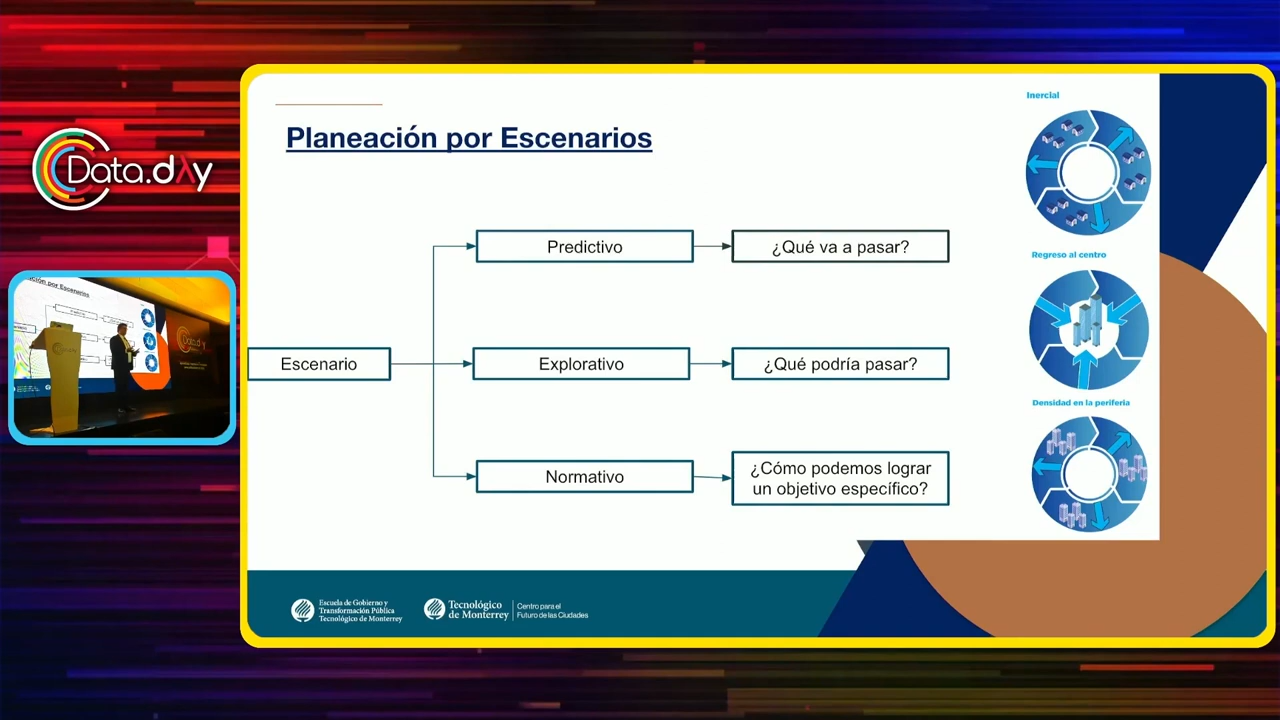 Data.dAy
Planeación por Escenarios
Escenario
Predictivo
¿Qué va a pasar?
Explorativo
¿Qué podría pasar?
Normativo
¿Cómo podemos lograr
un objetivo específico?
Inercial
Regreso al centro
Densidad en la periferia
Escuela de Gobierno y
Transformación Pública
Tecnológico de Monterrey
Tecnológico
de Monterrey
Centro para el
Futuro de las Ciudades